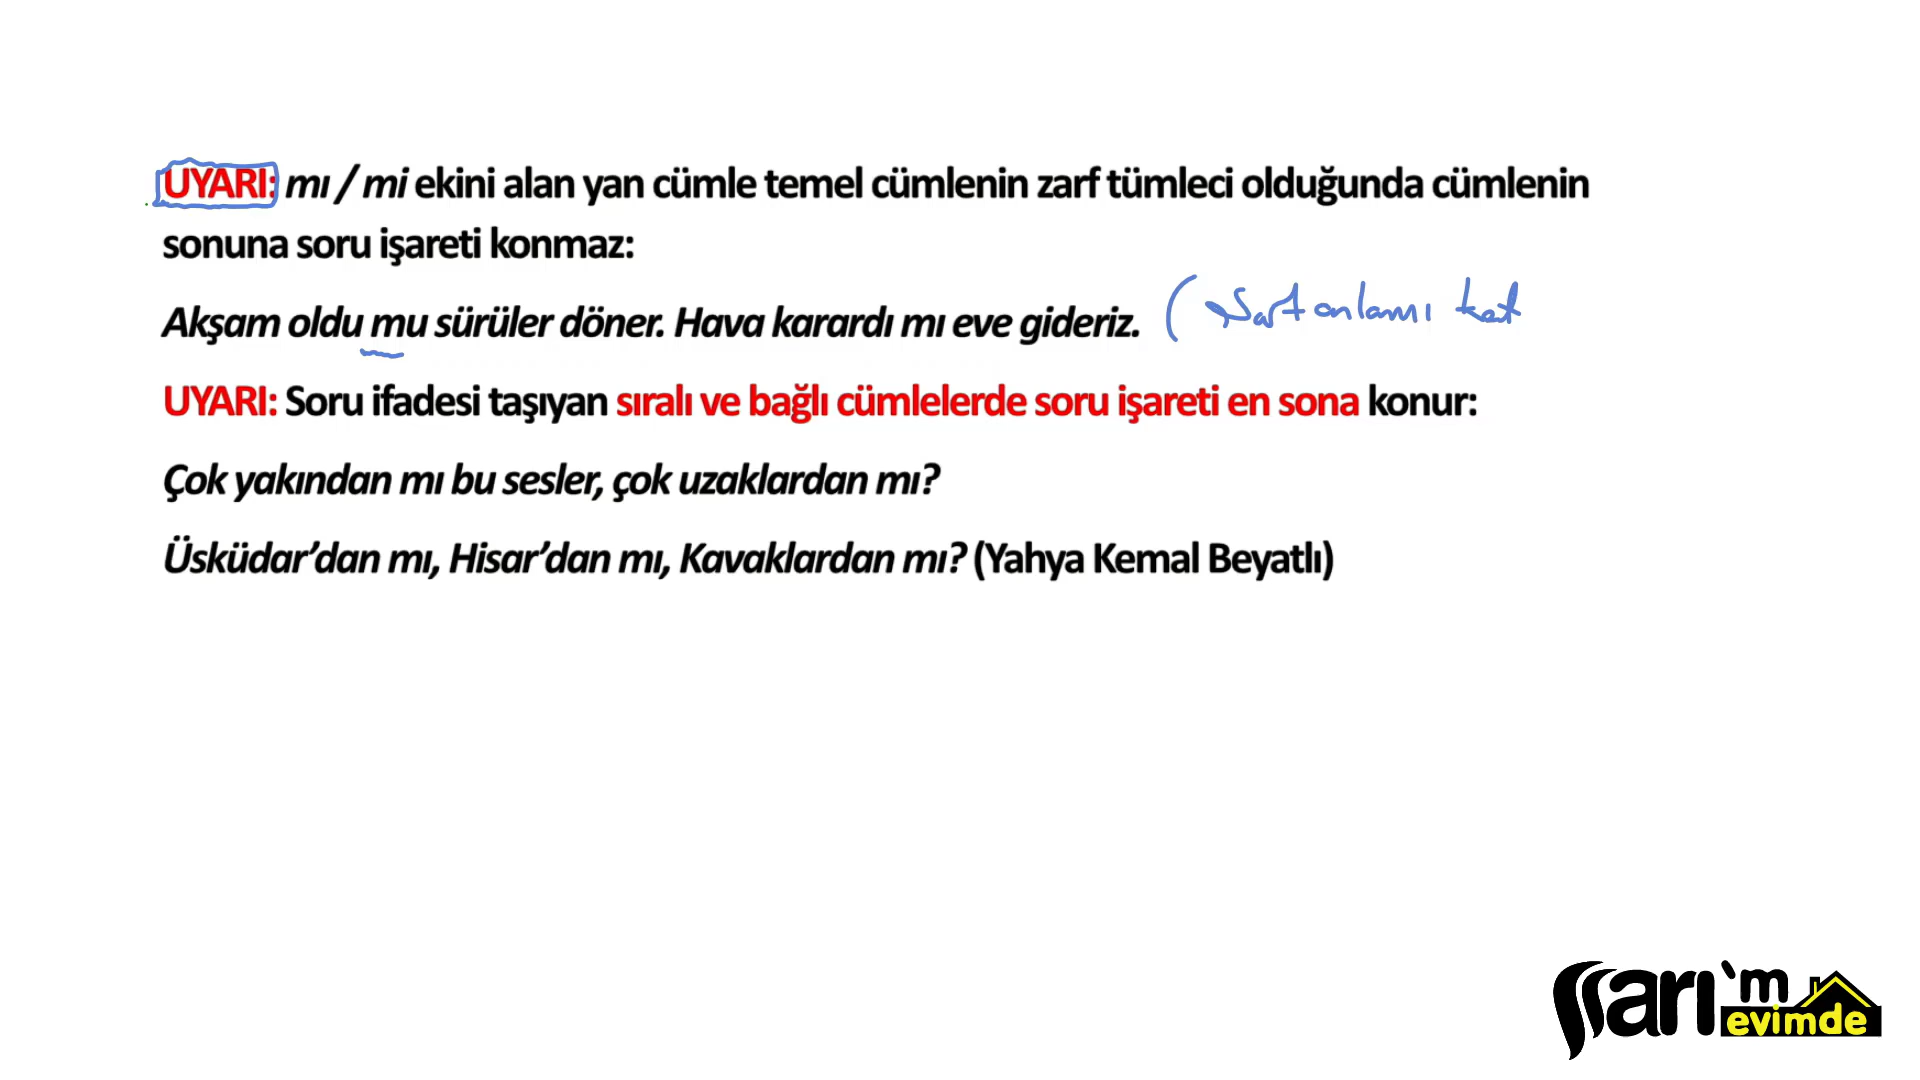 UYARI: mı / mi ekini alan yan cümle temel cümlenin zarf tümleci olduğunda cümlenin
sonuna soru işareti konmaz:
Akşam oldu mu sürüler döner. Hava karardı mı eve gideriz. ( Şart anlamı kat
UYARI: Soru ifadesi taşıyan sıralı ve bağlı cümlelerde soru işareti en sona konur:
Çok yakından mı bu sesler, çok uzaklardan mı?
Üsküdar’dan mı, Hisar’dan mı, Kavaklardan mı? (Yahya Kemal Beyatlı)
sarı'm
evimde